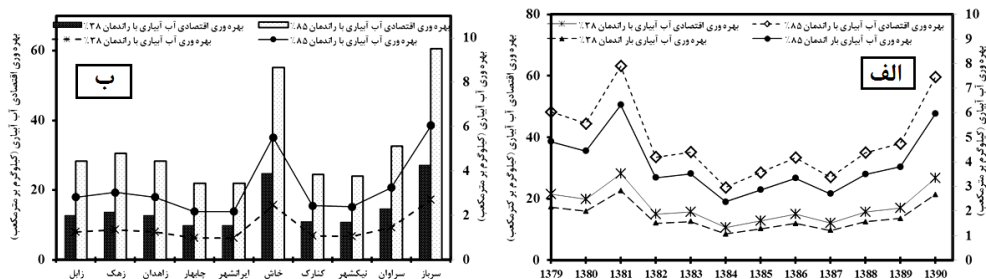 بهره وری اقتصادی آب آبیاری با راندمان ۸۵٪
بهره وری اقتصادی آب آبیاری با راندمان ۳۸٪
بهره وری آب آبیاری با راندمان ۸۵٪
بهره وری آب آبیاری با راندمان ۳۸٪
الف
بهره وری اقتصادی آب آبیاری (کیلوگرم بر مترمکعب)
بهره وری آب آبیاری (کیلوگرم بر مترمکعب)
80
60
40
20
0
10
9
8
7
6
5
4
3
2
1
0
1379 1380 1381 1382 1383 1384 1385 1386 1387 1388 1389 1390
بهره وری اقتصادی آب آبیاری با راندمان ۸۵٪
بهره وری اقتصادی آب آبیاری با راندمان ۳۸٪
بهره وری آب آبیاری با راندمان ۸۵٪
بهره وری آب آبیاری با راندمان ۳۸٪
ب
بهره وری اقتصادی آب آبیاری (کیلوگرم بر مترمکعب)
بهره وری آب آبیاری (کیلوگرم بر مترمکعب)
60
40
20
0
10
8
6
4
2
0
زابل زهک زاهدان چابهار ایرانشهر خاش کنارک نیکشهر سراوان سرباز